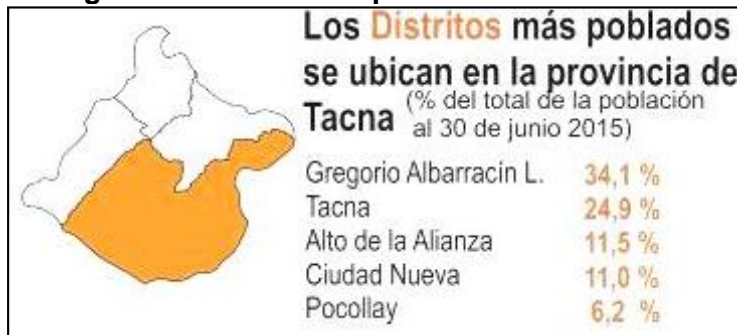 Los Distritos más poblados
se ubican en la provincia de
Tacna (% del total de la población
al 30 de junio 2015)
Gregorio Albarracin L. 34,1 %
Tacna 24,9 %
Alto de la Alianza 11,5 %
Ciudad Nueva 11,0 %
Pocollay 6,2 %